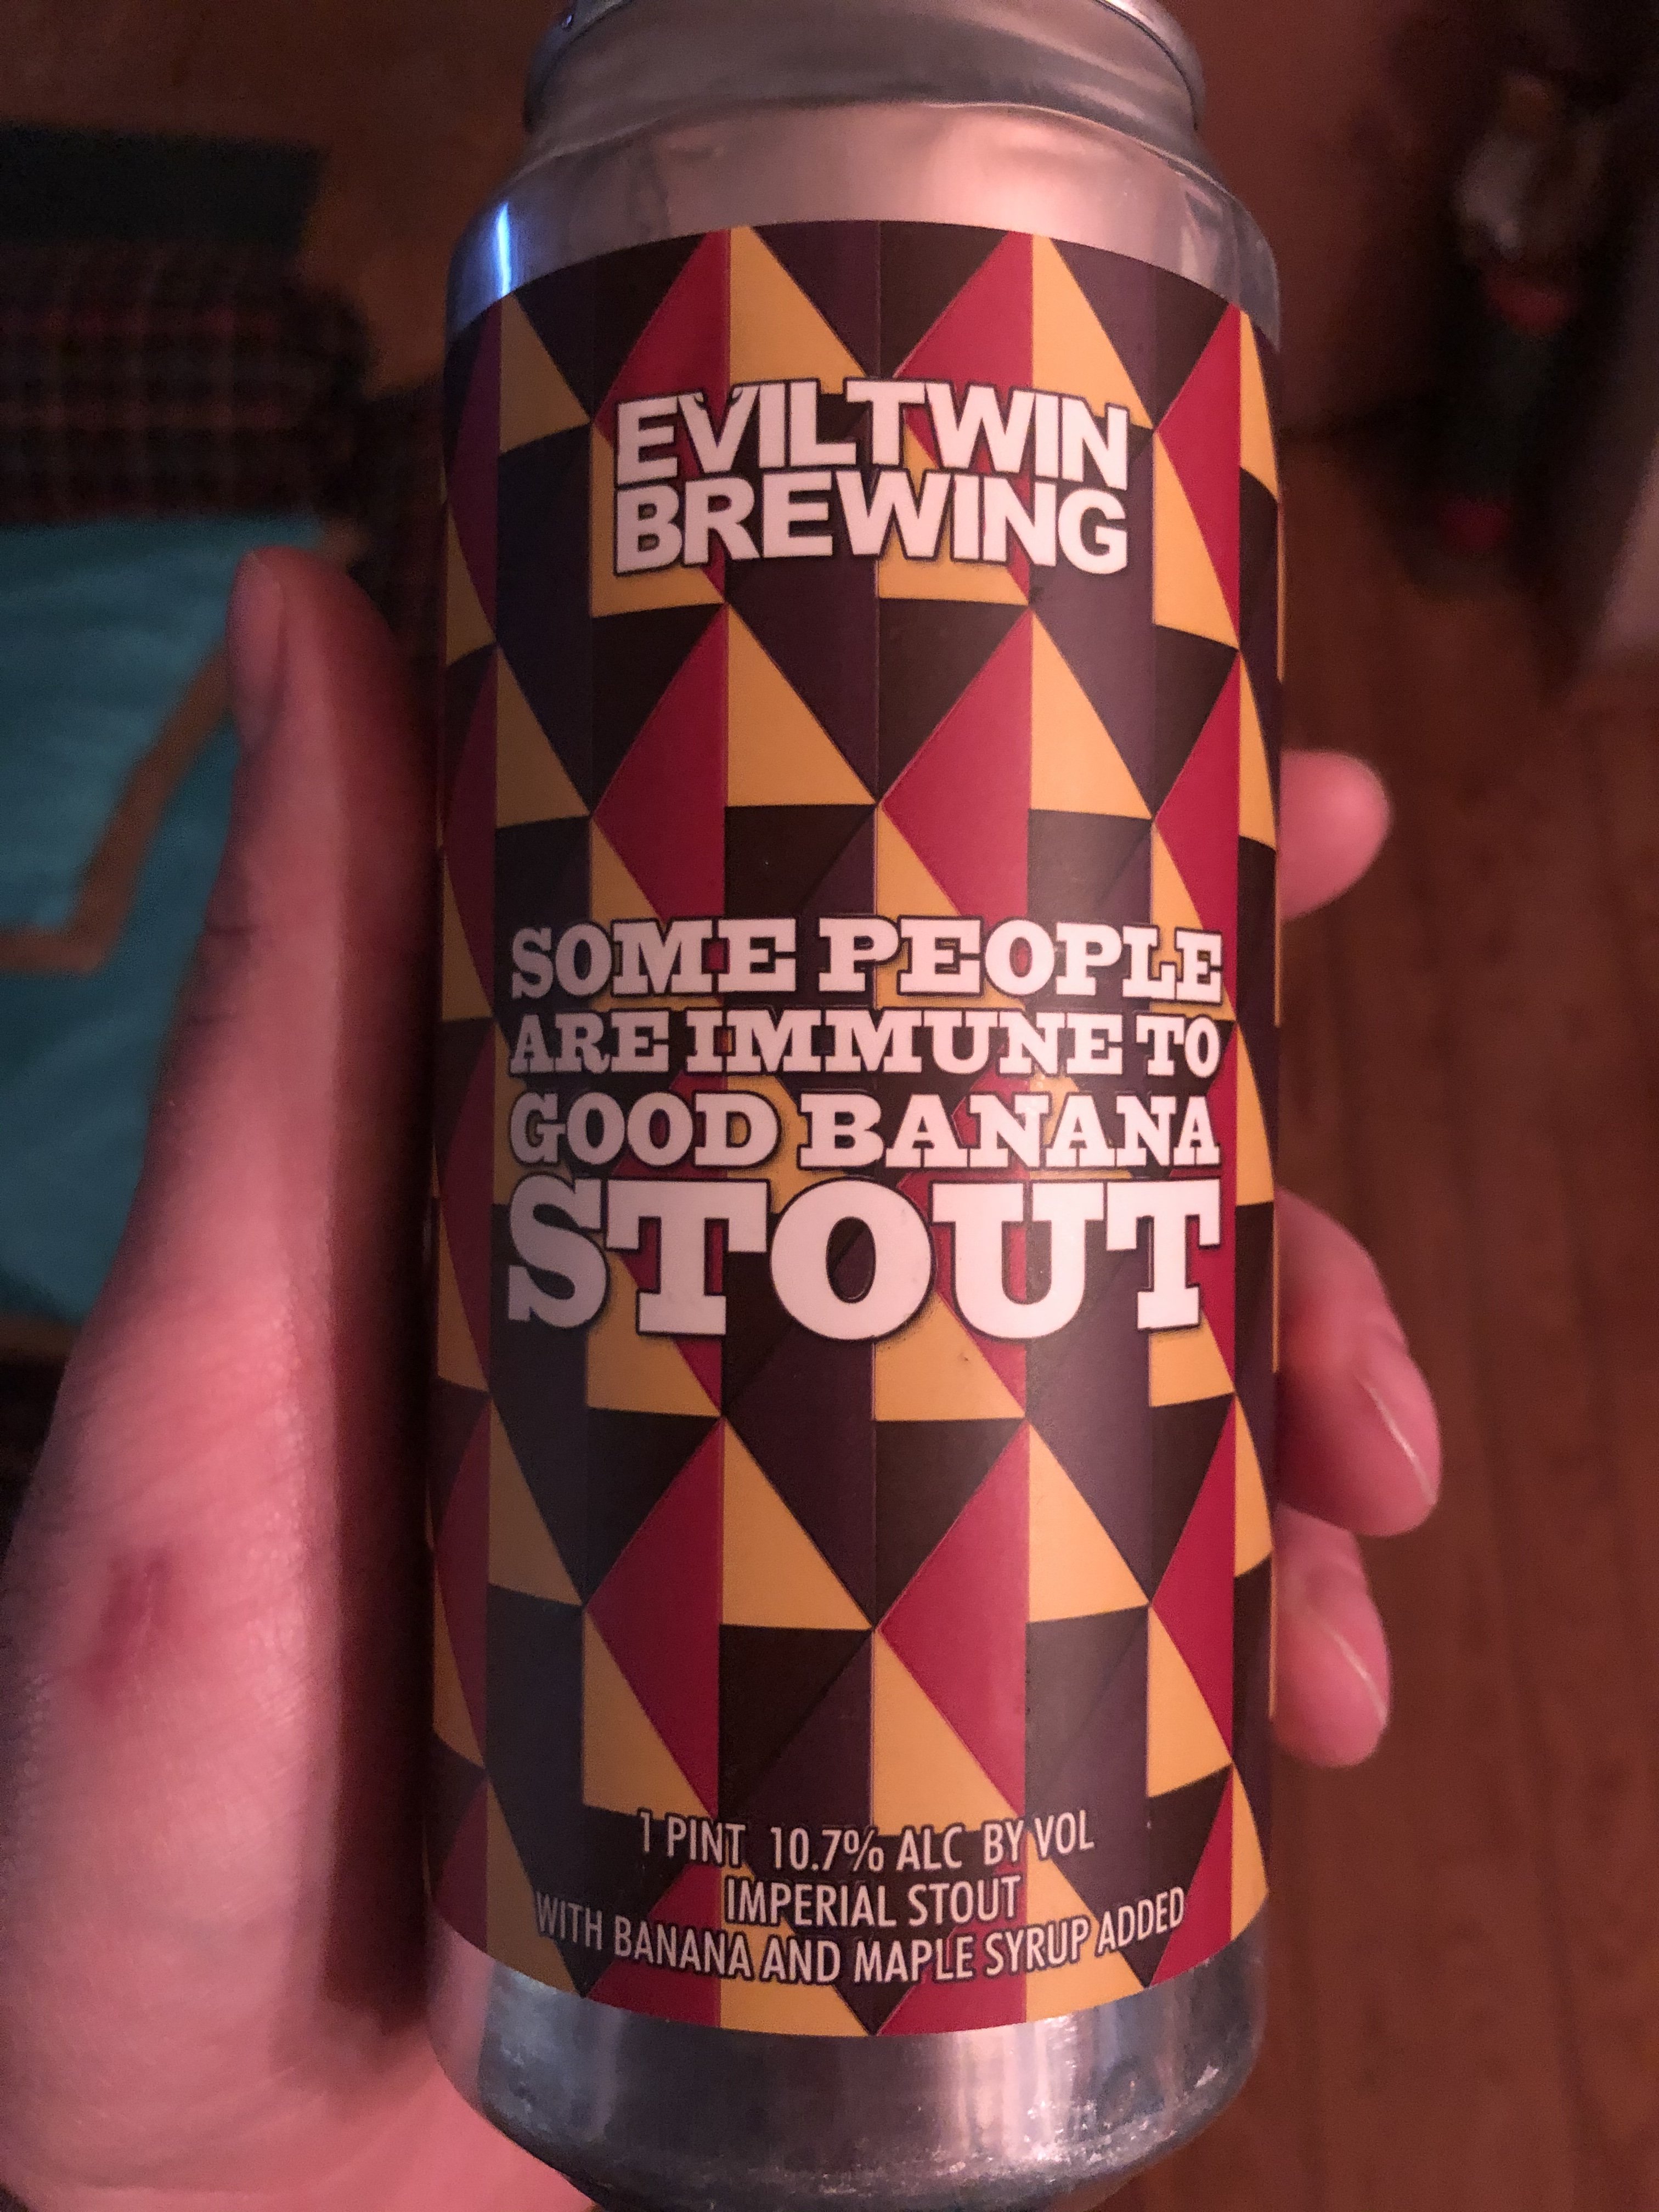 EVILTWIN
BREWING
SOME PEOPLE
ARE IMMUNE TO
GOOD BANANA
STOUT
1 PINT 10.7% ALC BY VOL
IMPERIAL STOUT
WITH BANANA AND MAPLE SYRUP ADDED